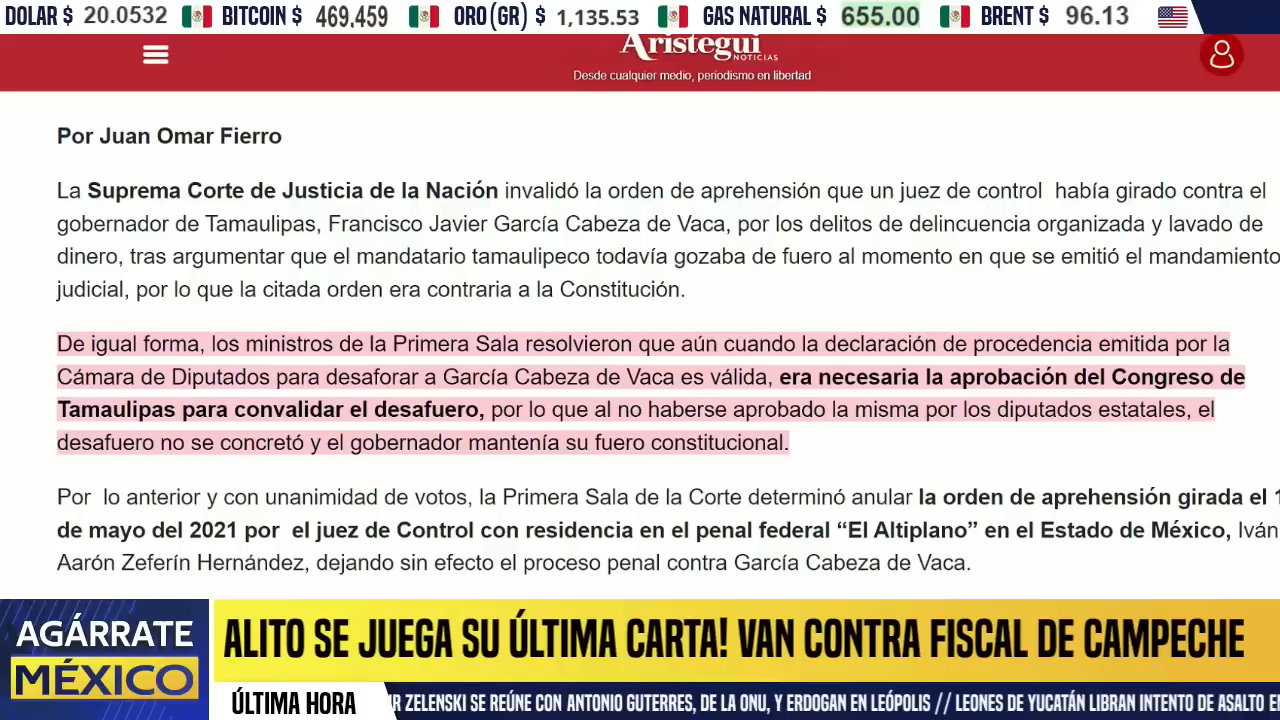 DOLAR $ 20.0532 BITCOIN $ 469,459 ORO (GR) $ 1,135.53 GAS NATURAL $ 655.00 BRENT $ 96.13
Aristegui
NOTICIAS
Desde cualquier medio, periodismo en libertad
Por Juan Omar Fierro
La Suprema Corte de Justicia de la Nación invalidó la orden de aprehensión que un juez de control había girado contra el
gobernador de Tamaulipas, Francisco Javier García Cabeza de Vaca, por los delitos de delincuencia organizada y lavado de
dinero, tras argumentar que el mandatario tamaulipeco todavía gozaba de fuero al momento en que se emitió el mandamiento
judicial, por lo que la citada orden era contraria a la Constitución.
De igual forma, los ministros de la Primera Sala resolvieron que aún cuando la declaración de procedencia emitida por la
Cámara de Diputados para desaforar a García Cabeza de Vaca es válida, era necesaria la aprobación del Congreso de
Tamaulipas para convalidar el desafuero, por lo que al no haberse aprobado la misma por los diputados estatales, el
desafuero no se concretó y el gobernador mantenía su fuero constitucional.
Por lo anterior y con unanimidad de votos, la Primera Sala de la Corte determinó anular la orden de aprehensión girada el
de mayo del 2021 por el juez de Control con residencia en el penal federal “El Altiplano” en el Estado de México, Iván
Aarón Zeferín Hernández, dejando sin efecto el proceso penal contra García Cabeza de Vaca.
AGÁRRATE
MÉXICO
ALITO SE JUEGA SU ÚLTIMA CARTA! VAN CONTRA FISCAL DE CAMPECHE
ÚLTIMA HORA
ZELENSKI SE REÚNE CON ANTONIO GUTERRES, DE LA ONU, Y ERDOGAN EN LEÓPOLIS // LEONES DE YUCATÁN LIBRAN INTENTO DE ASALTO